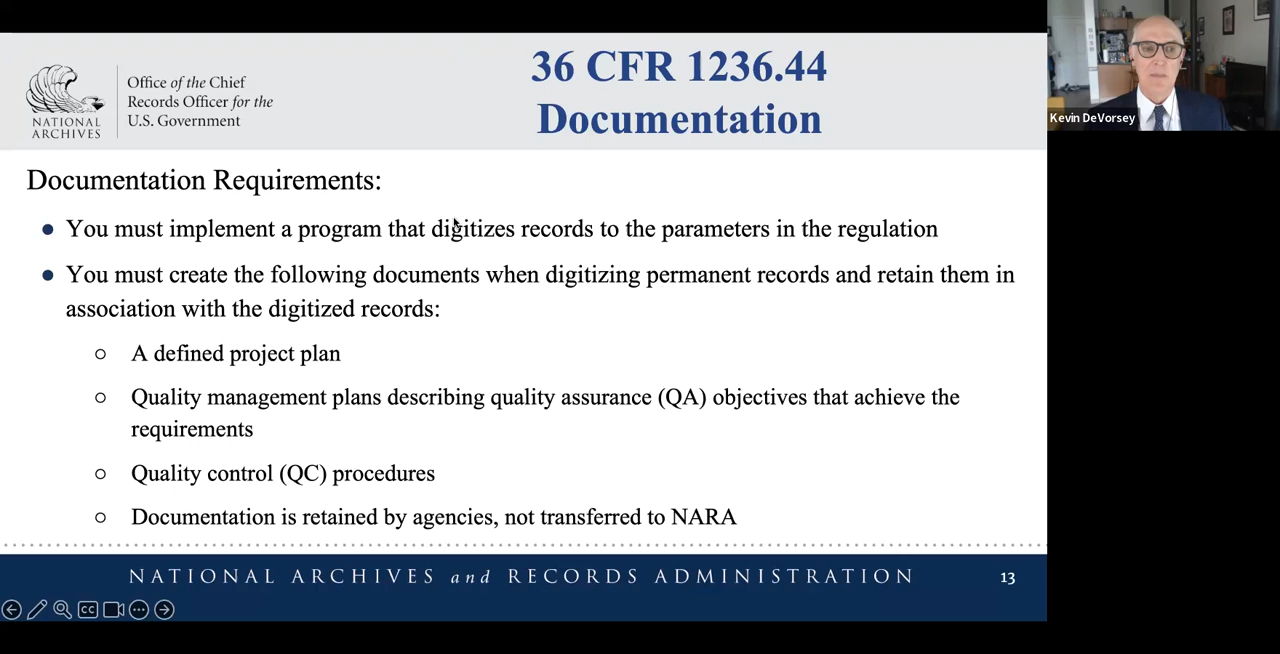 36 CFR 1236.44
Documentation
Office of the Chief
Records Officer for the
U.S. Government
NATIONAL
ARCHIVES
Kevin DeVorsey
Documentation Requirements:
● You must implement a program that digitizes records to the parameters in the regulation
● You must create the following documents when digitizing permanent records and retain them in
association with the digitized records:
○ A defined project plan
○ Quality management plans describing quality assurance (QA) objectives that achieve the
requirements
○ Quality control (QC) procedures
○ Documentation is retained by agencies, not transferred to NARA
NATIONAL ARCHIVES and RECORDS ADMINISTRATION
13
CC